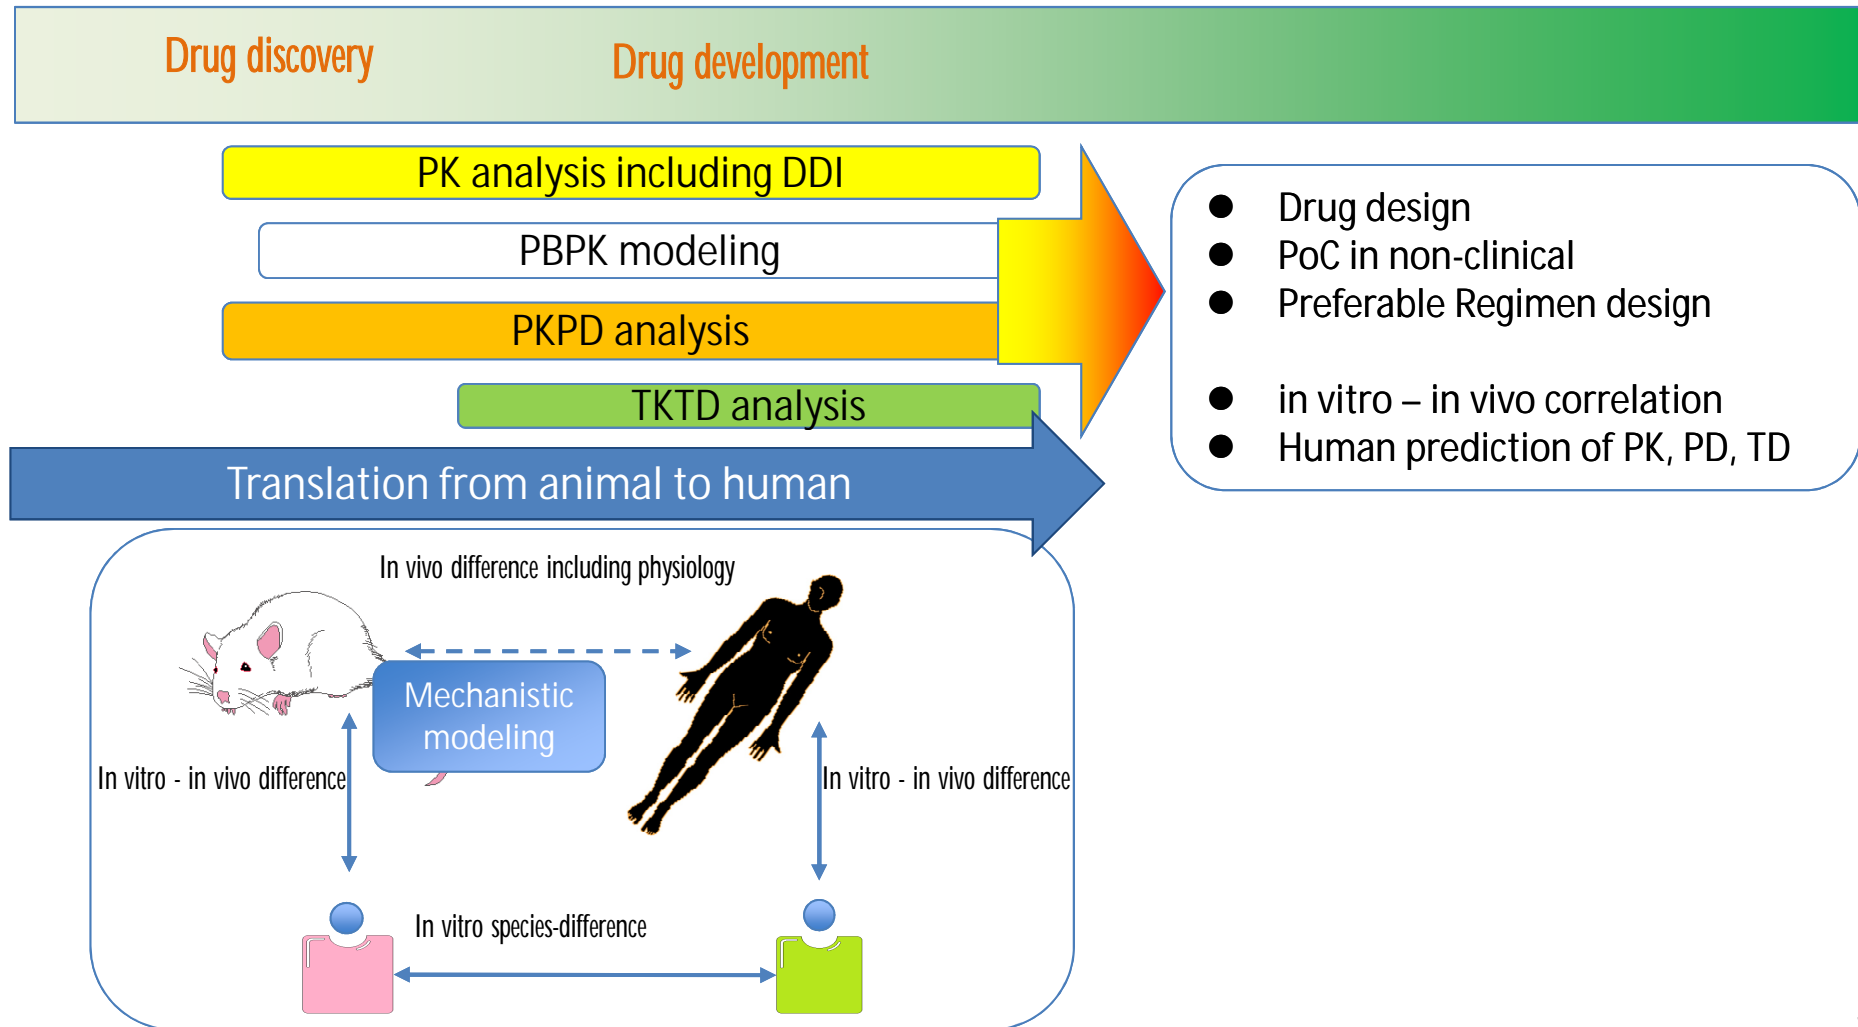 Drug discovery
Drug development
PK analysis including DDI
PBPK modeling
PKPD analysis
TKTD analysis
Translation from animal to human
● Drug design
● PoC in non-clinical
● Preferable Regimen design
● in vitro – in vivo correlation
● Human prediction of PK, PD, TD
In vivo difference including physiology
Mechanistic
modeling
In vitro - in vivo difference
In vitro - in vivo difference
In vitro species-difference